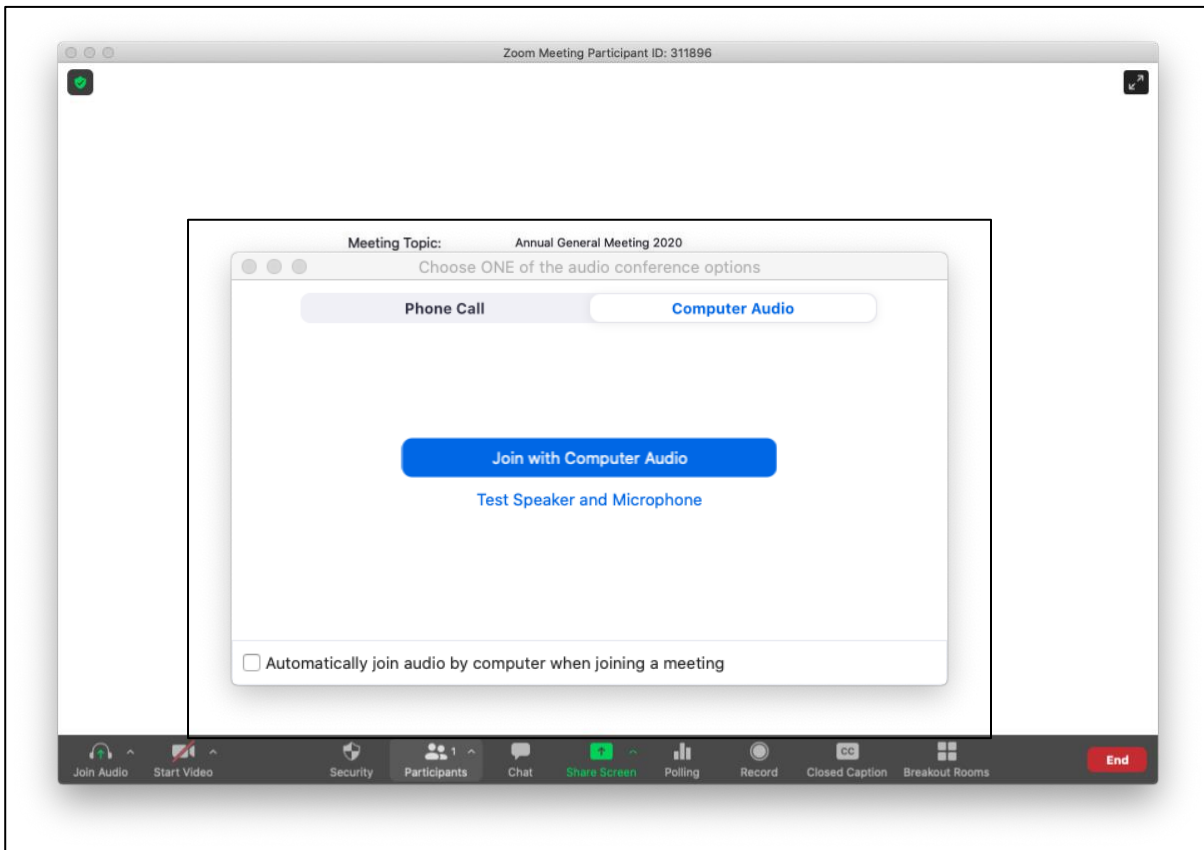 Zoom Meeting Participant ID: 311896
Meeting Topic: Annual General Meeting 2020
Choose ONE of the audio conference options
Phone Call Computer Audio
Join with Computer Audio
Test Speaker and Microphone
Automatically join audio by computer when joining a meeting
1 CC
Join Audio Start Video Security Participants Chat Share Screen Polling Record Closed Caption Breakout Rooms End